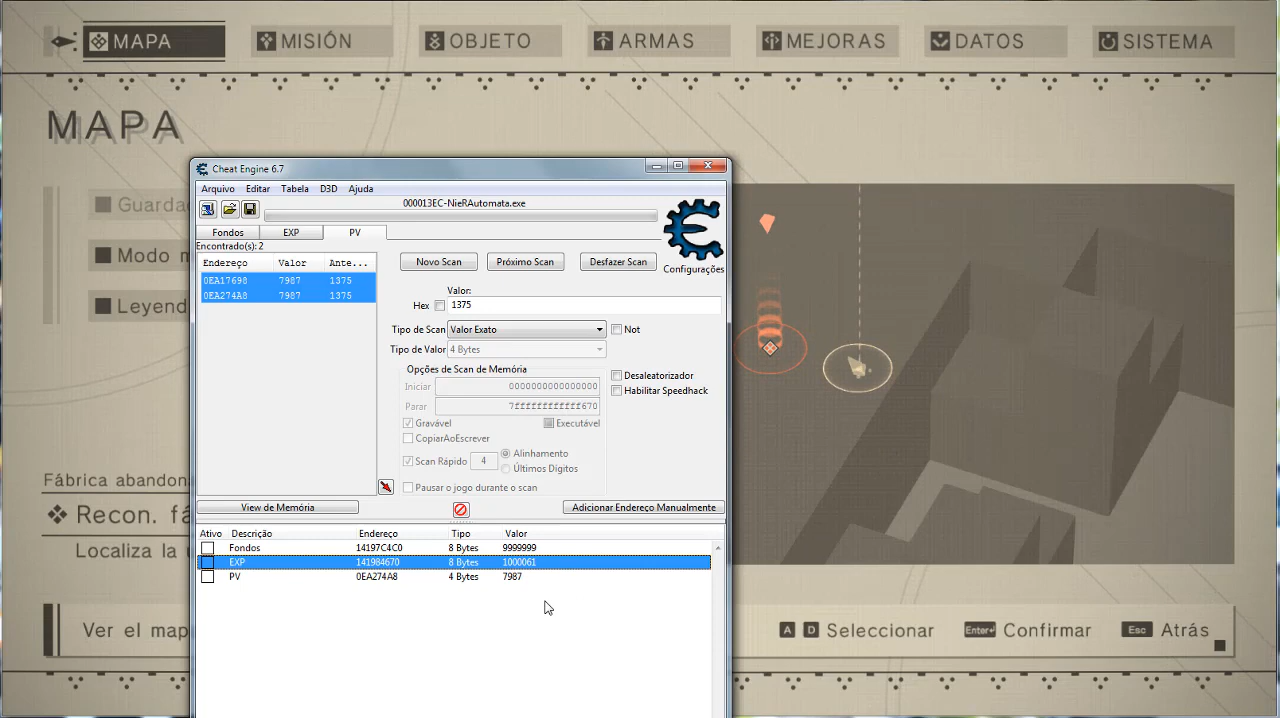 MAPA MISIÓN OBJETO ARMAS MEJORAS DATOS SISTEMA
MAPA
Guarda
Modo m
Leyend
Fábrica abandona
Recon. fá
Localiza la u
Ver el map
A D Seleccionar Enter Confirmar Esc Atrás
Cheat Engine 6.7
Arquivo Editar Tabela D3D Ajuda
000013EC-NieRAutomata.exe
Fondos EXP PV
Encontrado(s): 2
Endereço Valor Ante...
0EA17698 7987 1375
0EA274A8 7987 1375
Configurações
Novo Scan Próximo Scan Desfazer Scan
Valor:
Hex 1375
Tipo de Scan Valor Exato Not
Tipo de Valor 4 Bytes
Opções de Scan de Memória
Iniciar 0000000000000000
Parar 7fffffffffff670
Gravável Executável
CopiarAoEscrever
Scan Rápido 4 Alinhamento
Últimos Digitos
Pausar o jogo durante o scan
Desaleatorizador
Habilitar Speedhack
View de Memória Adicionar Endereço Manualmente
Ativo Descrição Endereço Tipo Valor
Fondos 14197C4C0 8 Bytes 9999999
EXP 141984670 8 Bytes 1000061
PV 0EA274A8 4 Bytes 7987